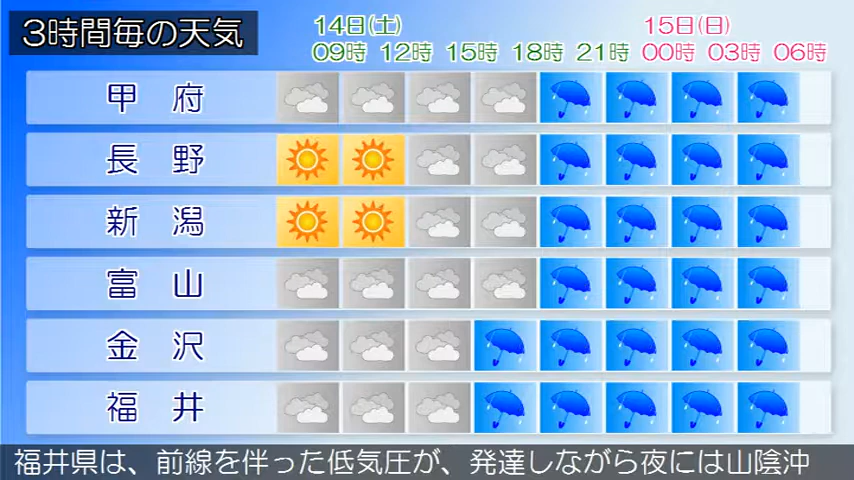 3時間毎の天気
14日(土) 15日(日)
09時 12時 15時 18時 21時 00時 03時 06時
甲府
長野
新潟
富山
金沢
福井
福井県は、前線を伴った低気圧が、発達しながら夜には山陰沖